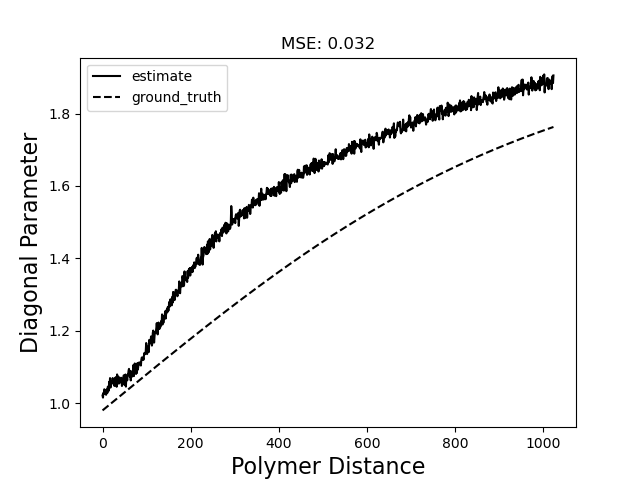 MSE: 0.032
estimate
ground_truth
Diagonal Parameter
1.8
1.6
1.4
1.2
1.0
0
200
400
600
800
1000
Polymer Distance